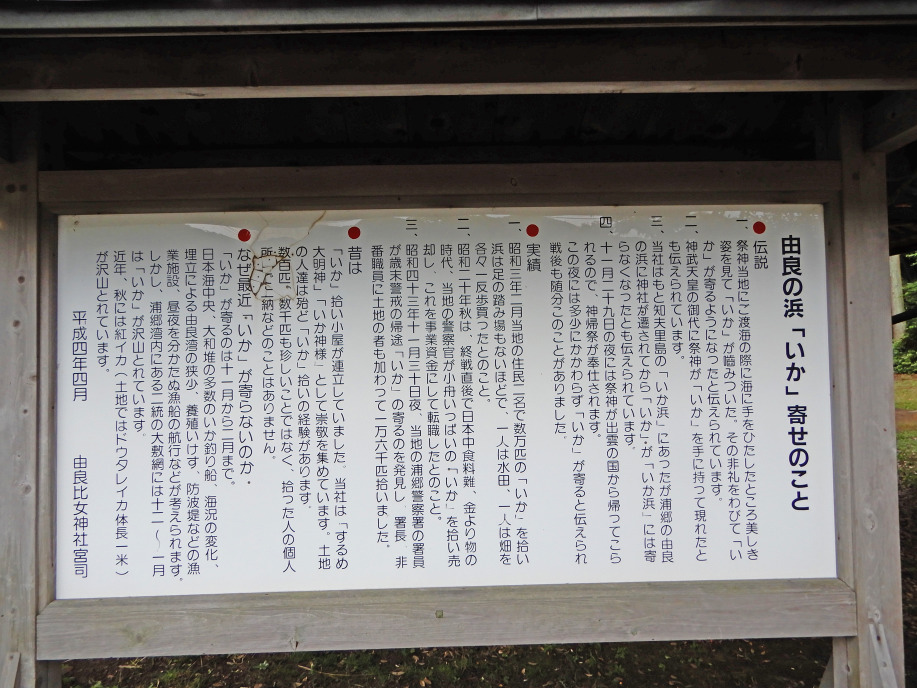 由良の浜「いか」寄せのこと
伝説
一、祭神当地にご渡海の際に海に手をひたしたところ美しき
姿を見て「いか」が嚙みついた。その非礼をわびて「い
か」が寄るようになったと伝えられています。
二、神武天皇の御代に祭神が「いか」を手に持って現れたと
も伝えられています。
三、当社はもと知夫里島の「いか浜」にあったが浦郷の由良
の浜に神社が遷されてから「いか」が「いか浜」には寄
らなくなったとも伝えられています。
四、十一月二十九日の夜には祭神が出雲の国から帰ってこら
れるので、神帰祭が奉仕されます。
この夜には多少にかかわらず「いか」が寄ると伝えられ
戦後も随分このことがありました。
実績
一、昭和三年二月当地の住民二名で数万匹の「いか」を拾い
浜は足の踏み場もないほどで、一人は水田、一人は畑を
各々一反歩買ったとのこと。
二、昭和二十年秋は、終戦直後で日本中食料難、金より物の
時代、当地の警察官が小舟いっぱいの「いか」を拾い売
却し、これを事業資金にして転職したとのこと。
三、昭和四十三年十一月三十日夜、当地の浦郷警察署の署員
が歳末警戒の帰途「いか」の寄るのを発見し、署長 非
番職員に土地の者も加わって一万六千匹拾いました。
昔は
「いか」拾い小屋が連立していました。当社は「するめ
大明神」「いか神様」として崇敬を集めています。土地
の人達は殆ど「いか」拾いの経験があります。
数百匹、数千匹も珍しいことではなく、拾った人の個人
所有で上納などのことはありません。
なぜ最近「いか」が寄らないのか・
「いか」が寄るのは十一月から二月まで。
日本海中央、大和堆の多数のいか釣り船、海況の変化、
埋立による由良湾の狭少、養殖いけす、防波堤などの漁
業施設、昼夜を分かたぬ漁船の航行などが考えられます。
しかし、浦郷湾内にある二統の大敷網には十二〜一月
は「いか」が沢山とれています。
近年、秋には紅イカ(土地ではドウタレイカ体長一米)
が沢山とれています。
平成四年四月 由良比女神社宮司